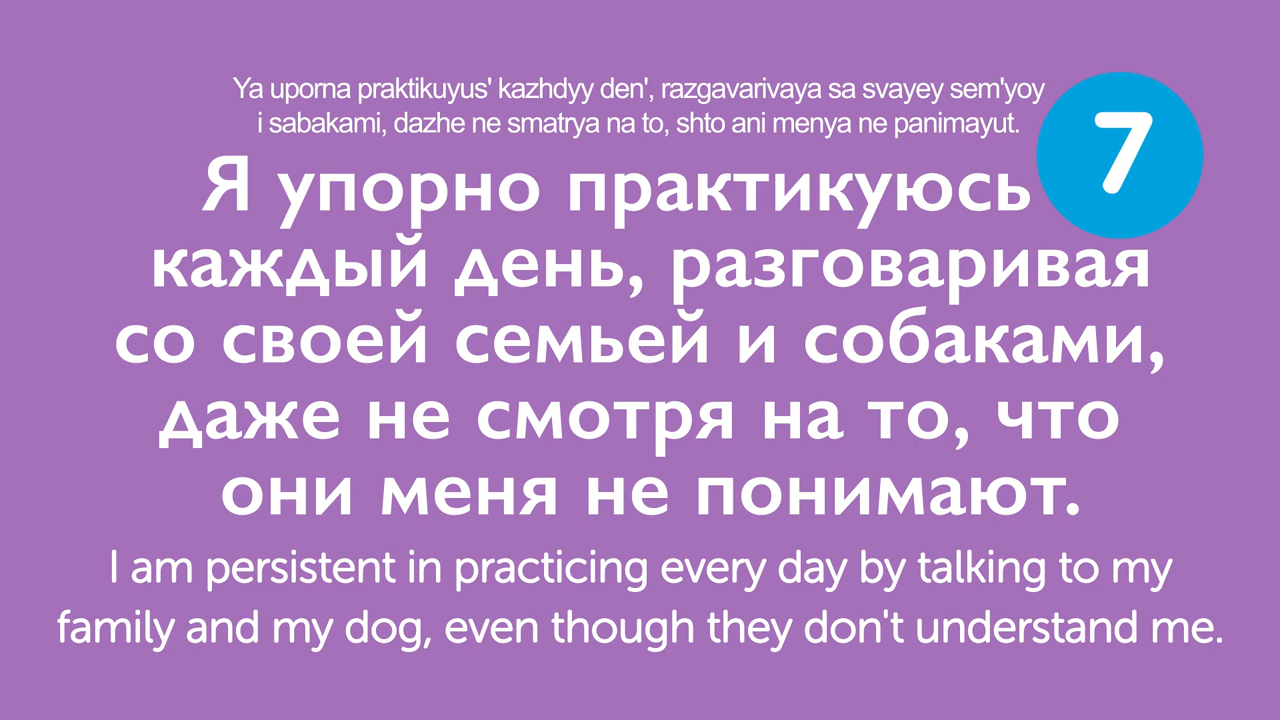 Ya uporna praktikuyus' kazhdyy den', razgavarivaya sa svayey sem'yoy
i sabakami, dazhe ne smatrya na to, shto ani menya ne panimayut.
7
Я упорно практикуюсь
каждый день, разговаривая
со своей семьей и собаками,
даже не смотря на то, что
они меня не понимают.
I am persistent in practicing every day by talking to my
family and my dog, even though they don't understand me.